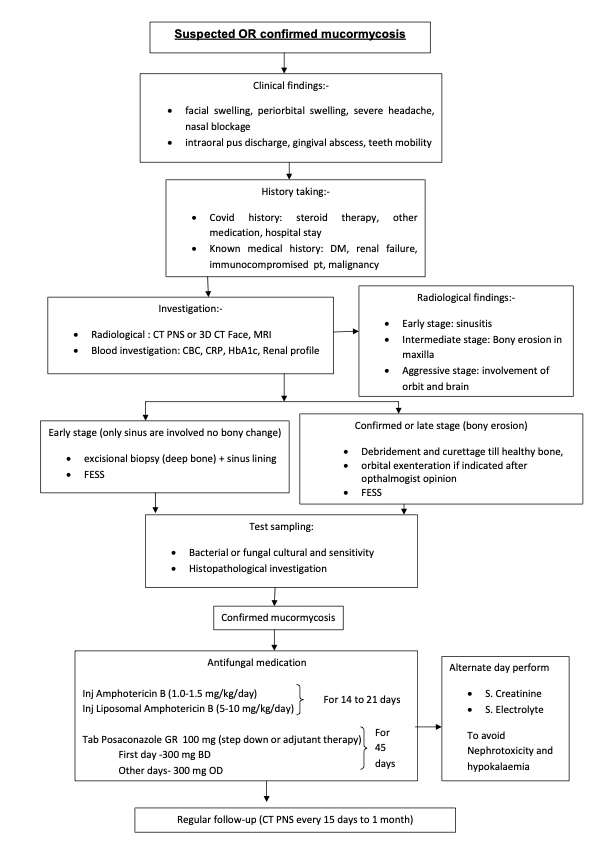 Suspected OR confirmed mucormycosis
Clinical findings:-
• facial swelling, periorbital swelling, severe headache,
nasal blockage
• intraoral pus discharge, gingival abscess, teeth mobility
History taking:-
• Covid history: steroid therapy, other
medication, hospital stay
• Known medical history: DM, renal failure,
immunocompromised pt, malignancy
Investigation:-
• Radiological : CT PNS or 3D CT Face, MRI
• Blood investigation: CBC, CRP, HbA1c, Renal profile
Radiological findings:-
• Early stage: sinusitis
• Intermediate stage: Bony erosion in
maxilla
• Aggressive stage: involvement of
orbit and brain
Early stage (only sinus are involved no bony change)
• excisional biopsy (deep bone) + sinus lining
• FESS
Confirmed or late stage (bony erosion)
• Debridement and curettage till healthy bone,
• orbital exenteration if indicated after
opthalmogist opinion
• FESS
Test sampling:
• Bacterial or fungal cultural and sensitivity
• Histopathological investigation
Confirmed mucormycosis
Antifungal medication
Inj Amphotericin B (1.0-1.5 mg/kg/day)
Inj Liposomal Amphotericin B (5-10 mg/kg/day)
For 14 to 21 days
Tab Posaconazole GR 100 mg (step down or adjutant therapy)
First day -300 mg BD
Other days- 300 mg OD
For
45
days
Alternate day perform
• S. Creatinine
• S. Electrolyte
To avoid
Nephrotoxicity and
hypokalaemia
Regular follow-up (CT PNS every 15 days to 1 month)